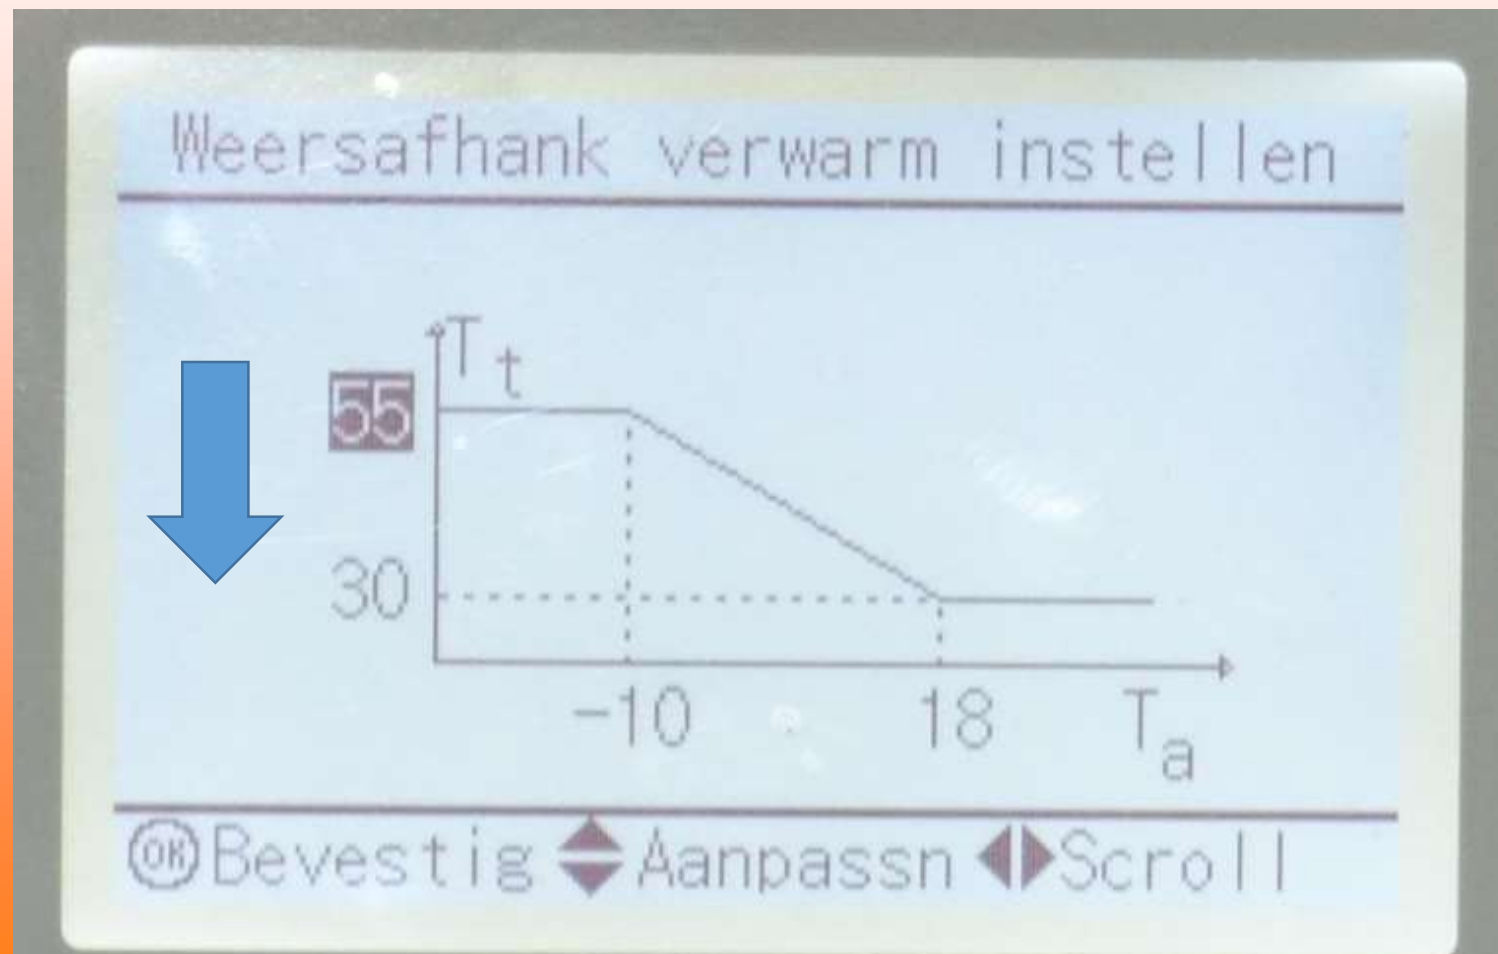 Weersafhank verwarm instellen
Tt
55
30
-10 18 Ta
OK Bevestig Aanpassn Scroll